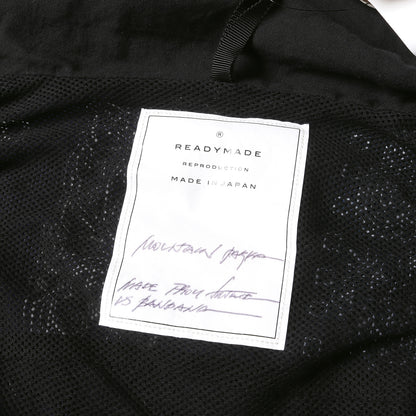 ®
READYMADE
REPRODUCTION
MADE IN JAPAN
MOUNTAIN PARKA
MADE FROM VINTAGE
US BANDANA